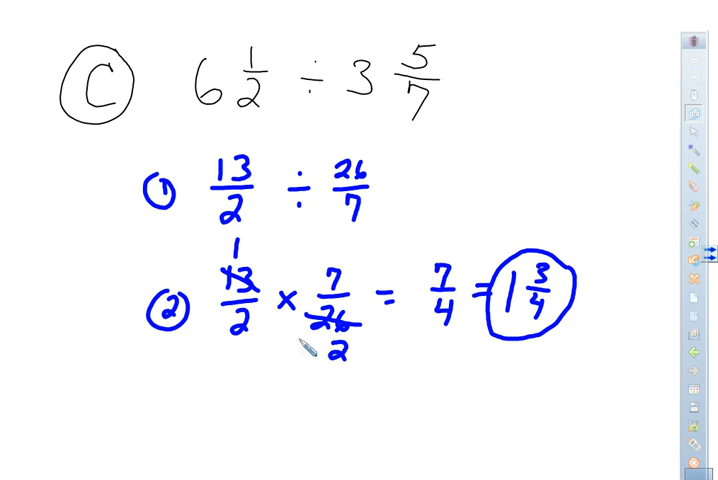 C 6 1/2 ÷ 3 5/7
1 13/2 ÷ 26/7
1
2 13/2 × 7/26 = 7/4 = 1 3/4
2